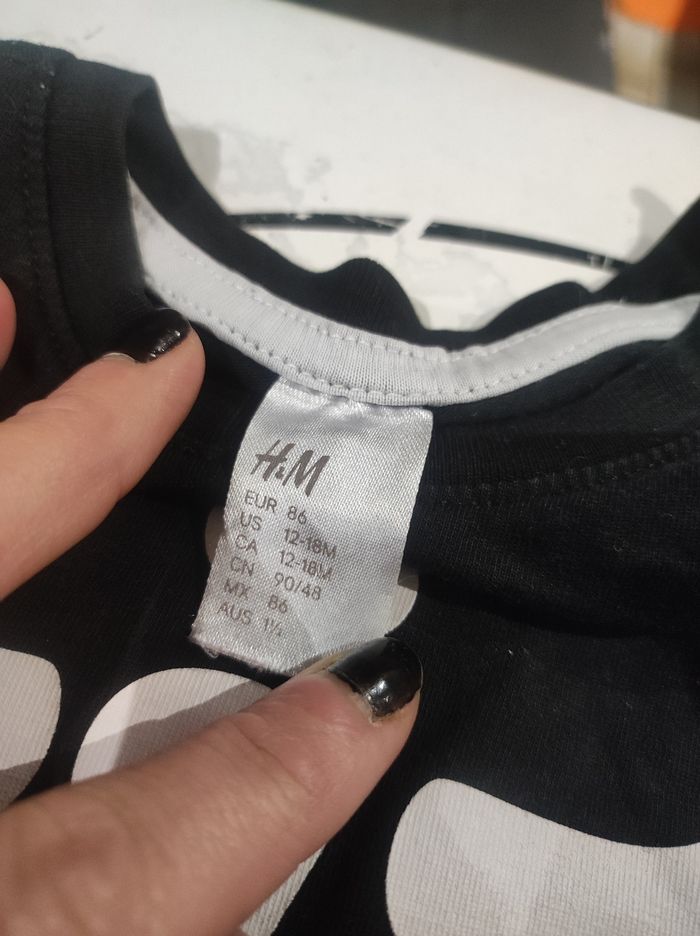 H&M
EUR 86
US 12-18M
CA 12-18M
CN 90/48
MX 86
AUS 1½